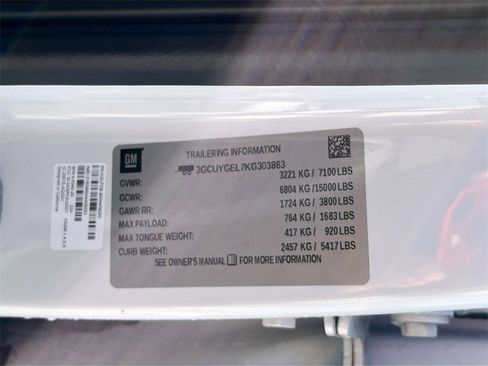 GM
TRAILERING INFORMATION
3GCUYGEL7KG303863
GVWR: 3221 KG / 7100 LBS
GCWR: 6804 KG / 15000 LBS
GAWR RR: 1724 KG / 3800 LBS
MAX PAYLOAD: 764 KG / 1683 LBS
MAX TONGUE WEIGHT: 417 KG / 920 LBS
CURB WEIGHT: 2457 KG / 5417 LBS
SEE OWNER'S MANUAL FOR MORE INFORMATION